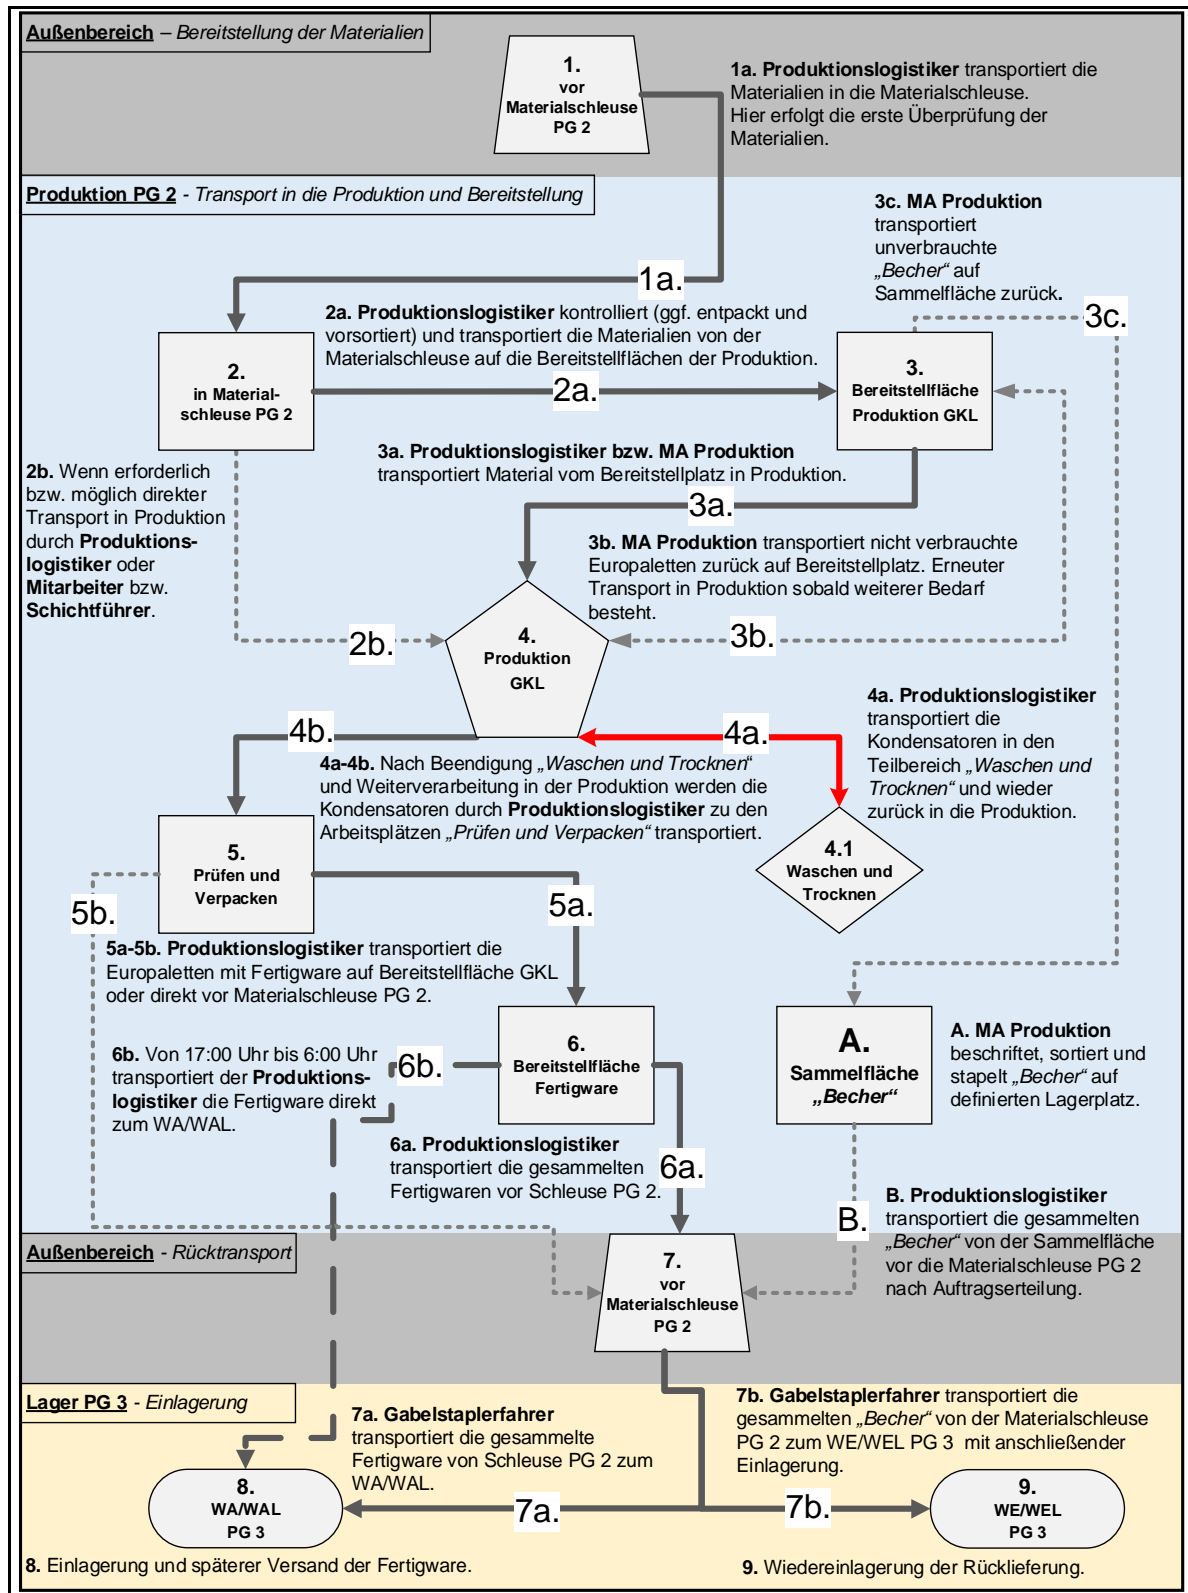 Außenbereich – Bereitstellung der Materialien
1.
vor
Materialschleuse
PG 2
1a. Produktionslogistiker transportiert die
Materialien in die Materialschleuse.
Hier erfolgt die erste Überprüfung der
Materialien.
Produktion PG 2 - Transport in die Produktion und Bereitstellung
3c. MA Produktion
transportiert
unverbrauchte
„Becher“ auf
Sammelfläche zurück.
1a.
3c.
2a. Produktionslogistiker kontrolliert (ggf. entpackt und
vorsortiert) und transportiert die Materialien von der
Materialschleuse auf die Bereitstellflächen der Produktion.
2.
in Material-
schleuse PG 2
2a.
3.
Bereitstellfläche
Produktion GKL
3a. Produktionslogistiker bzw. MA Produktion
transportiert Material vom Bereitstellplatz in Produktion.
3a.
2b. Wenn erforderlich
bzw. möglich direkter
Transport in Produktion
durch Produktions-
logistiker oder
Mitarbeiter bzw.
Schichtführer.
3b. MA Produktion transportiert nicht verbrauchte
Europaletten zurück auf Bereitstellplatz. Erneuter
Transport in Produktion sobald weiterer Bedarf
besteht.
2b.
4.
Produktion
GKL
3b.
4b.
4a.
4a. Produktionslogistiker
transportiert die
Kondensatoren in den
Teilbereich „Waschen und
Trocknen“ und wieder
zurück in die Produktion.
4a-4b. Nach Beendigung „Waschen und Trocknen“
und Weiterverarbeitung in der Produktion werden die
Kondensatoren durch Produktionslogistiker zu den
Arbeitsplätzen „Prüfen und Verpacken“ transportiert.
5.
Prüfen und
Verpacken
4.1
Waschen und
Trocknen
5b.
5a.
5a-5b. Produktionslogistiker transportiert die
Europaletten mit Fertigware auf Bereitstellfläche GKL
oder direkt vor Materialschleuse PG 2.
6b. Von 17:00 Uhr bis 6:00 Uhr
transportiert der Produktions-
logistiker die Fertigware direkt
zum WA/WAL.
6b.
6.
Bereitstellfläche
Fertigware
A.
Sammelfläche
„Becher“
A. MA Produktion
beschriftet, sortiert und
stapelt „Becher“ auf
definierten Lagerplatz.
6a. Produktionslogistiker
transportiert die gesammelten
Fertigwaren vor Schleuse PG 2.
6a.
B.
B. Produktionslogistiker
transportiert die gesammelten
„Becher“ von der Sammelfläche
vor die Materialschleuse PG 2
nach Auftragserteilung.
Außenbereich - Rücktransport
7.
vor
Materialschleuse
PG 2
Lager PG 3 - Einlagerung
7a. Gabelstaplerfahrer
transportiert die gesammelte
Fertigware von Schleuse PG 2 zum
WA/WAL.
7b. Gabelstaplerfahrer transportiert die
gesammelten „Becher“ von der Materialschleuse
PG 2 zum WE/WEL PG 3 mit anschließender
Einlagerung.
8.
WA/WAL
PG 3
7a.
7b.
9.
WE/WEL
PG 3
8. Einlagerung und späterer Versand der Fertigware.
9. Wiedereinlagerung der Rücklieferung.